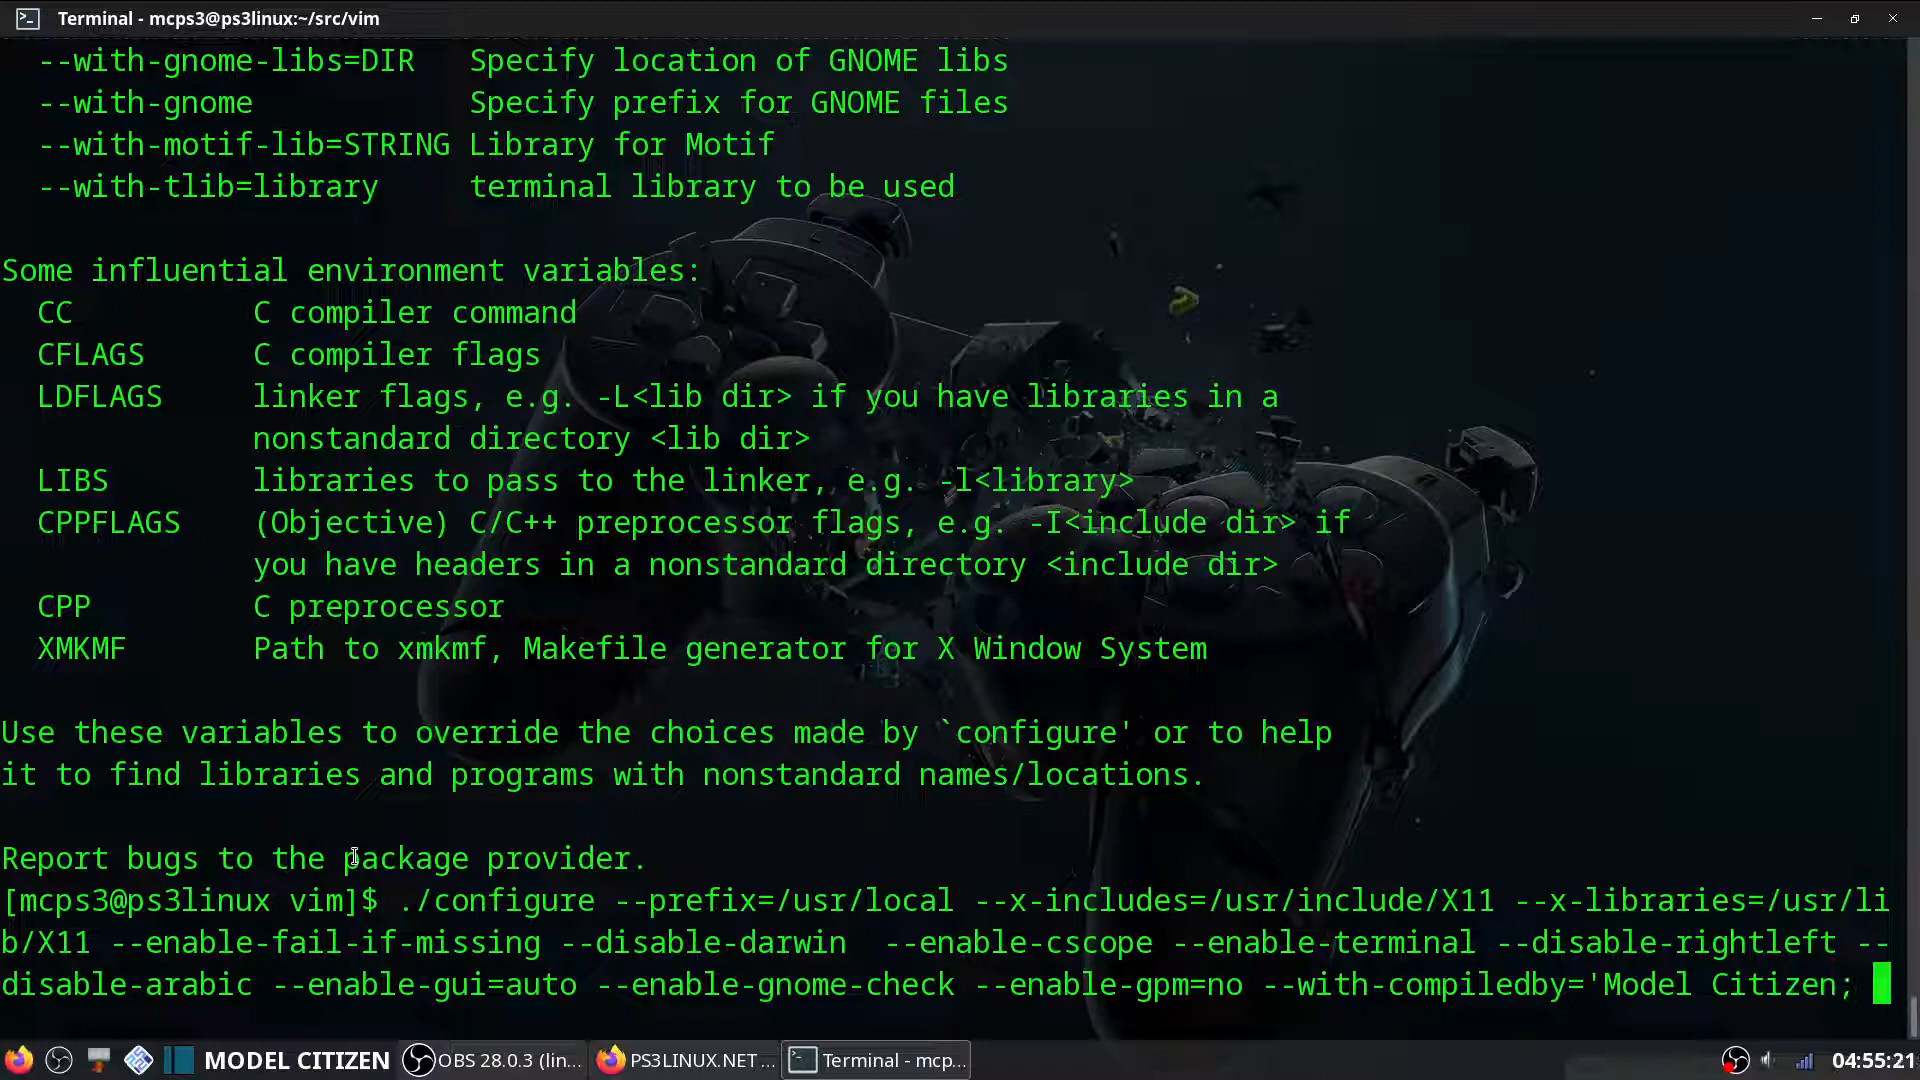 Terminal - mcps3@ps3linux:~/src/vim
--with-gnome-libs=DIR   Specify location of GNOME libs
--with-gnome            Specify prefix for GNOME files
--with-motif-lib=STRING Library for Motif
--with-tlib=library     terminal library to be used
Some influential environment variables:
CC          C compiler command
CFLAGS      C compiler flags
LDFLAGS     linker flags, e.g. -L<lib dir> if you have libraries in a
nonstandard directory <lib dir>
LIBS        libraries to pass to the linker, e.g. -l<library>
CPPFLAGS    (Objective) C/C++ preprocessor flags, e.g. -I<include dir> if
you have headers in a nonstandard directory <include dir>
CPP         C preprocessor
XMKMF       Path to xmkmf, Makefile generator for X Window System
Use these variables to override the choices made by `configure' or to help
it to find libraries and programs with nonstandard names/locations.
Report bugs to the package provider.
[mcps3@ps3linux vim]$ ./configure --prefix=/usr/local --x-includes=/usr/include/X11 --x-libraries=/usr/li
b/X11 --enable-fail-if-missing --disable-darwin  --enable-cscope --enable-terminal --disable-rightleft --
disable-arabic --enable-gui=auto --enable-gnome-check --enable-gpm=no --with-compiledby='Model Citizen;
MODEL CITIZEN OBS 28.0.3 (lin... PS3LINUX.NET ... Terminal - mcp... 04:55:21